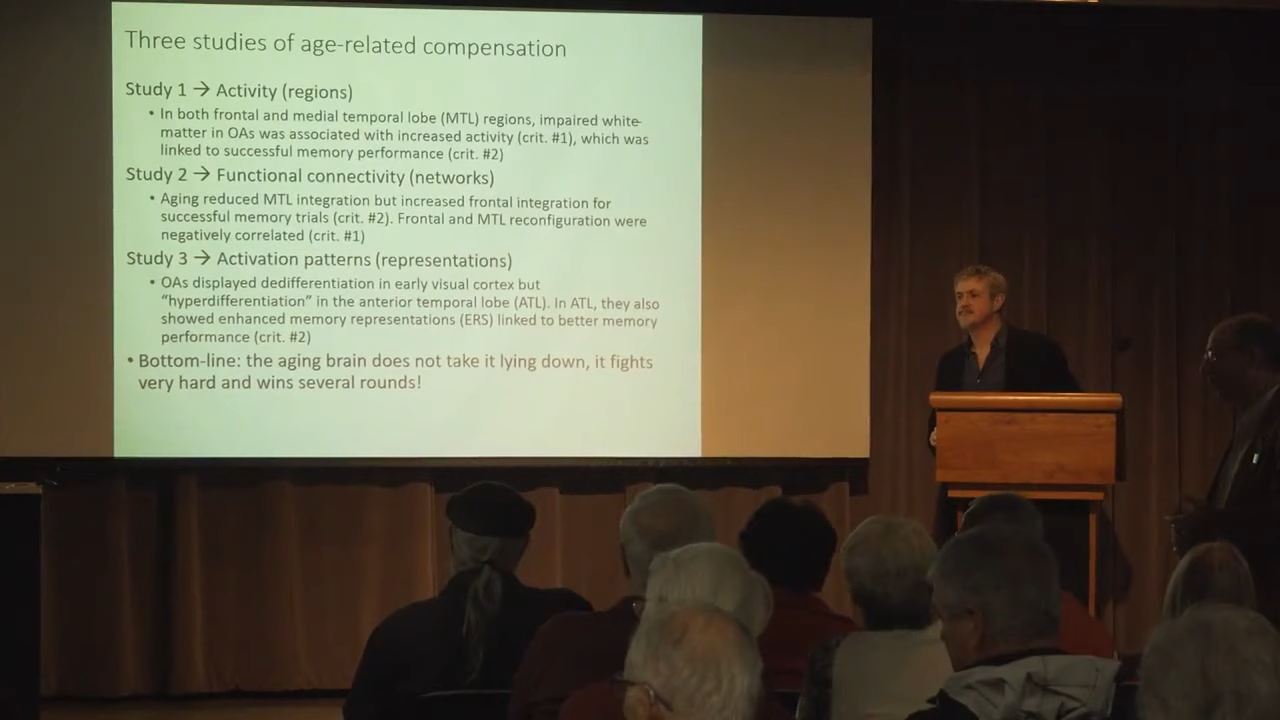 Three studies of age-related compensation
Study 1 → Activity (regions)
• In both frontal and medial temporal lobe (MTL) regions, impaired white-
matter in OAs was associated with increased activity (crit. #1), which was
linked to successful memory performance (crit. #2)
Study 2 → Functional connectivity (networks)
• Aging reduced MTL integration but increased frontal integration for
successful memory trials (crit. #2). Frontal and MTL reconfiguration were
negatively correlated (crit. #1)
Study 3 → Activation patterns (representations)
• OAs displayed dedifferentiation in early visual cortex but
“hyperdifferentiation” in the anterior temporal lobe (ATL). In ATL, they also
showed enhanced memory representations (ERS) linked to better memory
performance (crit. #2)
• Bottom-line: the aging brain does not take it lying down, it fights
very hard and wins several rounds!